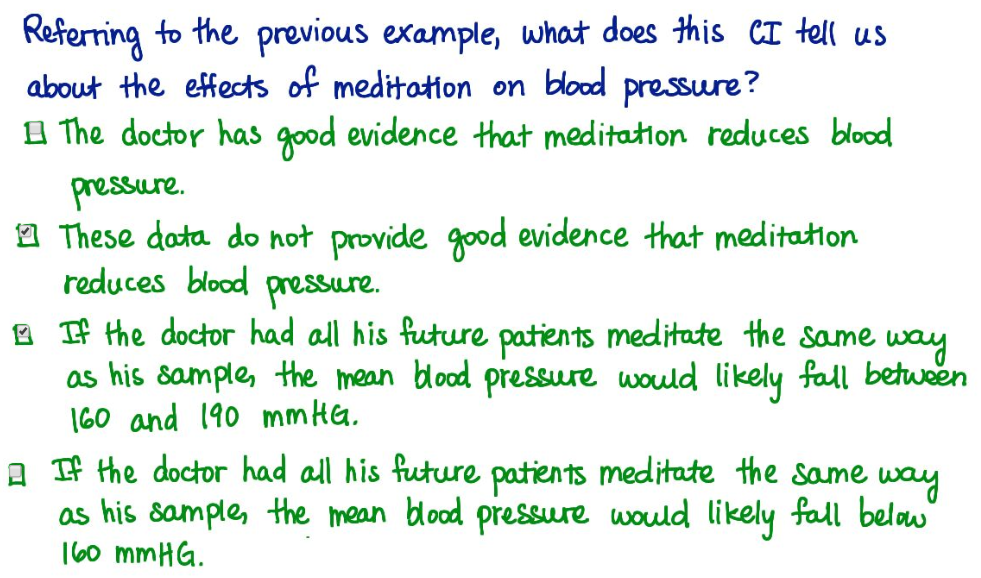 Referring to the previous example, what does this CI tell us
about the effects of meditation on blood pressure?
The doctor has good evidence that meditation reduces blood
pressure.
These data do not provide good evidence that meditation
reduces blood pressure.
If the doctor had all his future patients meditate the same way
as his sample, the mean blood pressure would likely fall between
160 and 190 mmHG.
If the doctor had all his future patients meditate the same way
as his sample, the mean blood pressure would likely fall below
160 mmHG.